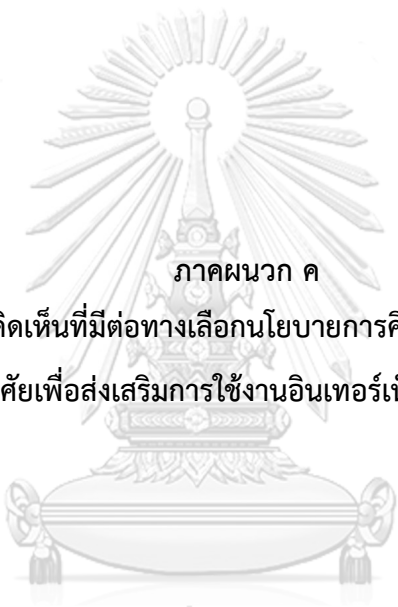 ภาคผนวก ค
คิดเห็นที่มีต่อทางเลือกนโยบายการศึ
ศัยเพื่อส่งเสริมการใช้งานอินเทอร์เน็